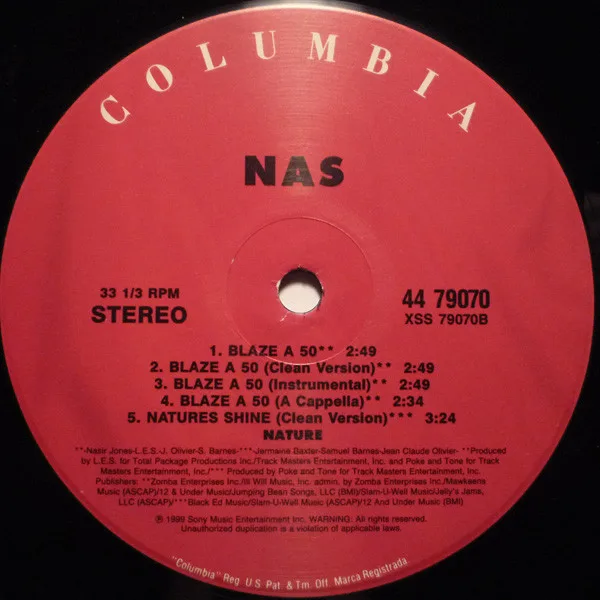 COLUMBIA
NAS
33 1/3 RPM
STEREO
44 79070
XSS 79070B
1. BLAZE A 50** 2:49
2. BLAZE A 50 (Clean Version)** 2:49
3. BLAZE A 50 (Instrumental)** 2:49
4. BLAZE A 50 (A Cappella)** 2:34
5. NATURES SHINE (Clean Version)*** 3:24
NATURE
**-Nasir Jones-L.E.S.-J. Olivier-S. Barnes-***-Jermaine Baxter-Samuel Barnes-Jean Claude Olivier- **Produced
by L.E.S. for Total Package Productions Inc./Track Masters Entertainment, Inc. and Poke and Tone for Track
Masters Entertainment, Inc./*** Produced by Poke and Tone for Track Masters Entertainment, Inc.
Publishers: **Zomba Enterprises Inc./Ill Will Music, Inc. admin. by Zomba Enterprises Inc./Mawkeens
Music (ASCAP)/12 & Under Music/Jumping Bean Songs, LLC (BMI)/Slam-U-Well Music/Jelly's Jams,
LLC (ASCAP)/***Black Ed Music/Slam-U-Well Music (ASCAP)/12 And Under Music (BMI)
℗ 1999 Sony Music Entertainment Inc. WARNING: All rights reserved.
Unauthorized duplication is a violation of applicable laws.
"Columbia" Reg. U.S. Pat. & Tm. Off. Marca Registrada.